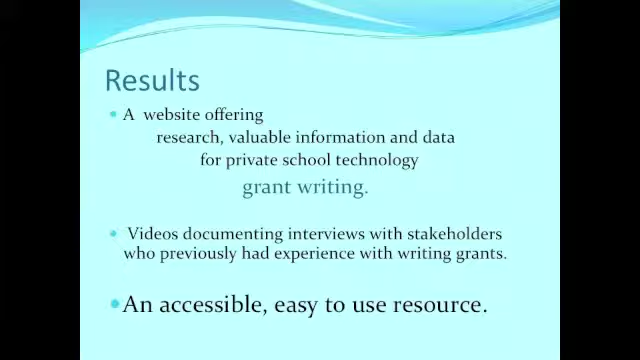 Results
A website offering
research, valuable information and data
for private school technology
grant writing.
Videos documenting interviews with stakeholders
who previously had experience with writing grants.
An accessible, easy to use resource.